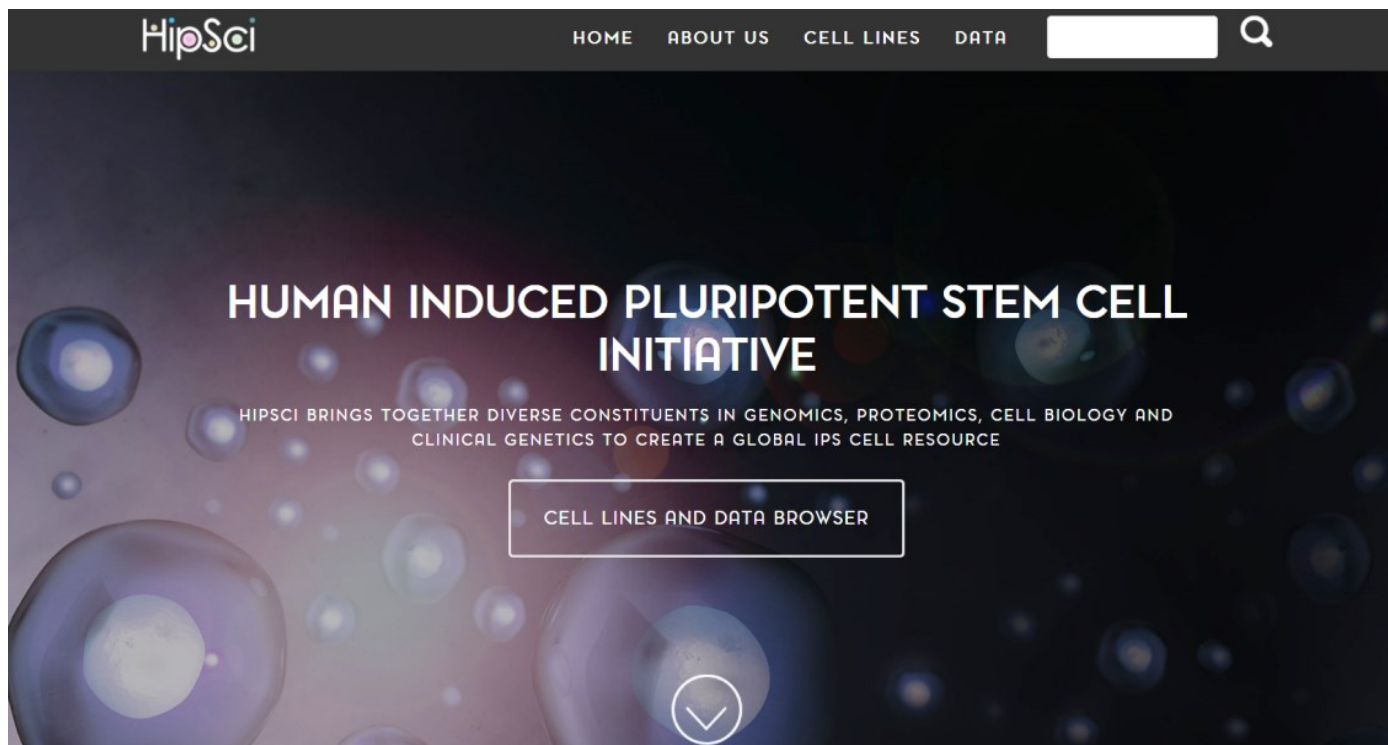 HipSci
HOME ABOUT US CELL LINES DATA
HUMAN INDUCED PLURIPOTENT STEM CELL
INITIATIVE
HIPSCI BRINGS TOGETHER DIVERSE CONSTITUENTS IN GENOMICS, PROTEOMICS, CELL BIOLOGY AND
CLINICAL GENETICS TO CREATE A GLOBAL IPS CELL RESOURCE
CELL LINES AND DATA BROWSER